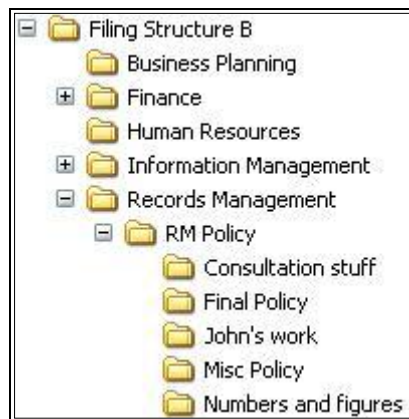 Filing Structure B
Business Planning
Finance
Human Resources
Information Management
Records Management
RM Policy
Consultation stuff
Final Policy
John's work
Misc Policy
Numbers and figures